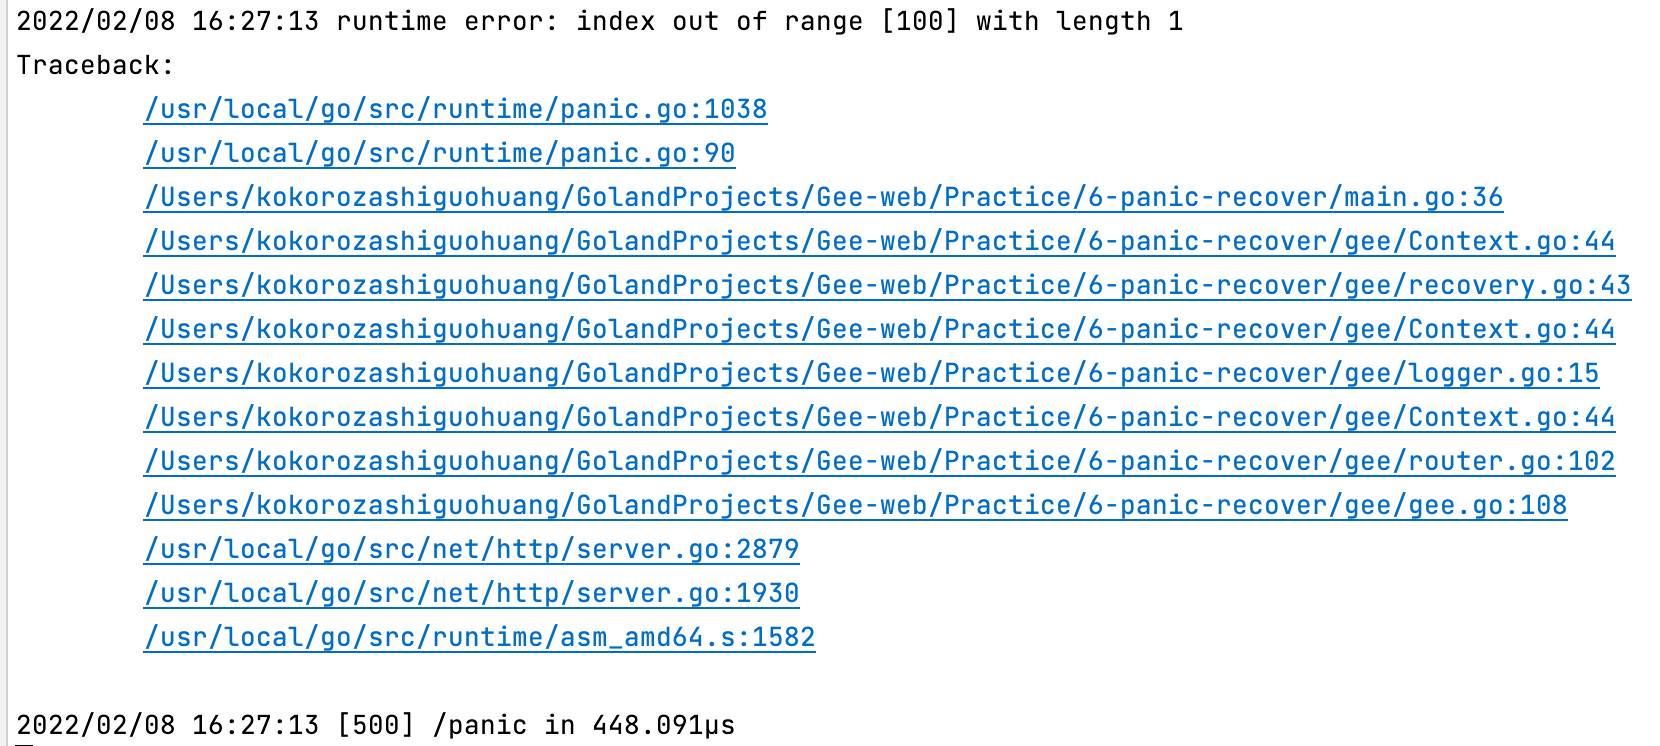 2022/02/08 16:27:13 runtime error: index out of range [100] with length 1
Traceback:
/usr/local/go/src/runtime/panic.go:1038
/usr/local/go/src/runtime/panic.go:90
/Users/kokorozashiguohuang/GolandProjects/Gee-web/Practice/6-panic-recover/main.go:36
/Users/kokorozashiguohuang/GolandProjects/Gee-web/Practice/6-panic-recover/gee/Context.go:44
/Users/kokorozashiguohuang/GolandProjects/Gee-web/Practice/6-panic-recover/gee/recovery.go:43
/Users/kokorozashiguohuang/GolandProjects/Gee-web/Practice/6-panic-recover/gee/Context.go:44
/Users/kokorozashiguohuang/GolandProjects/Gee-web/Practice/6-panic-recover/gee/logger.go:15
/Users/kokorozashiguohuang/GolandProjects/Gee-web/Practice/6-panic-recover/gee/Context.go:44
/Users/kokorozashiguohuang/GolandProjects/Gee-web/Practice/6-panic-recover/gee/router.go:102
/Users/kokorozashiguohuang/GolandProjects/Gee-web/Practice/6-panic-recover/gee/gee.go:108
/usr/local/go/src/net/http/server.go:2879
/usr/local/go/src/net/http/server.go:1930
/usr/local/go/src/runtime/asm_amd64.s:1582
2022/02/08 16:27:13 [500] /panic in 448.091µs